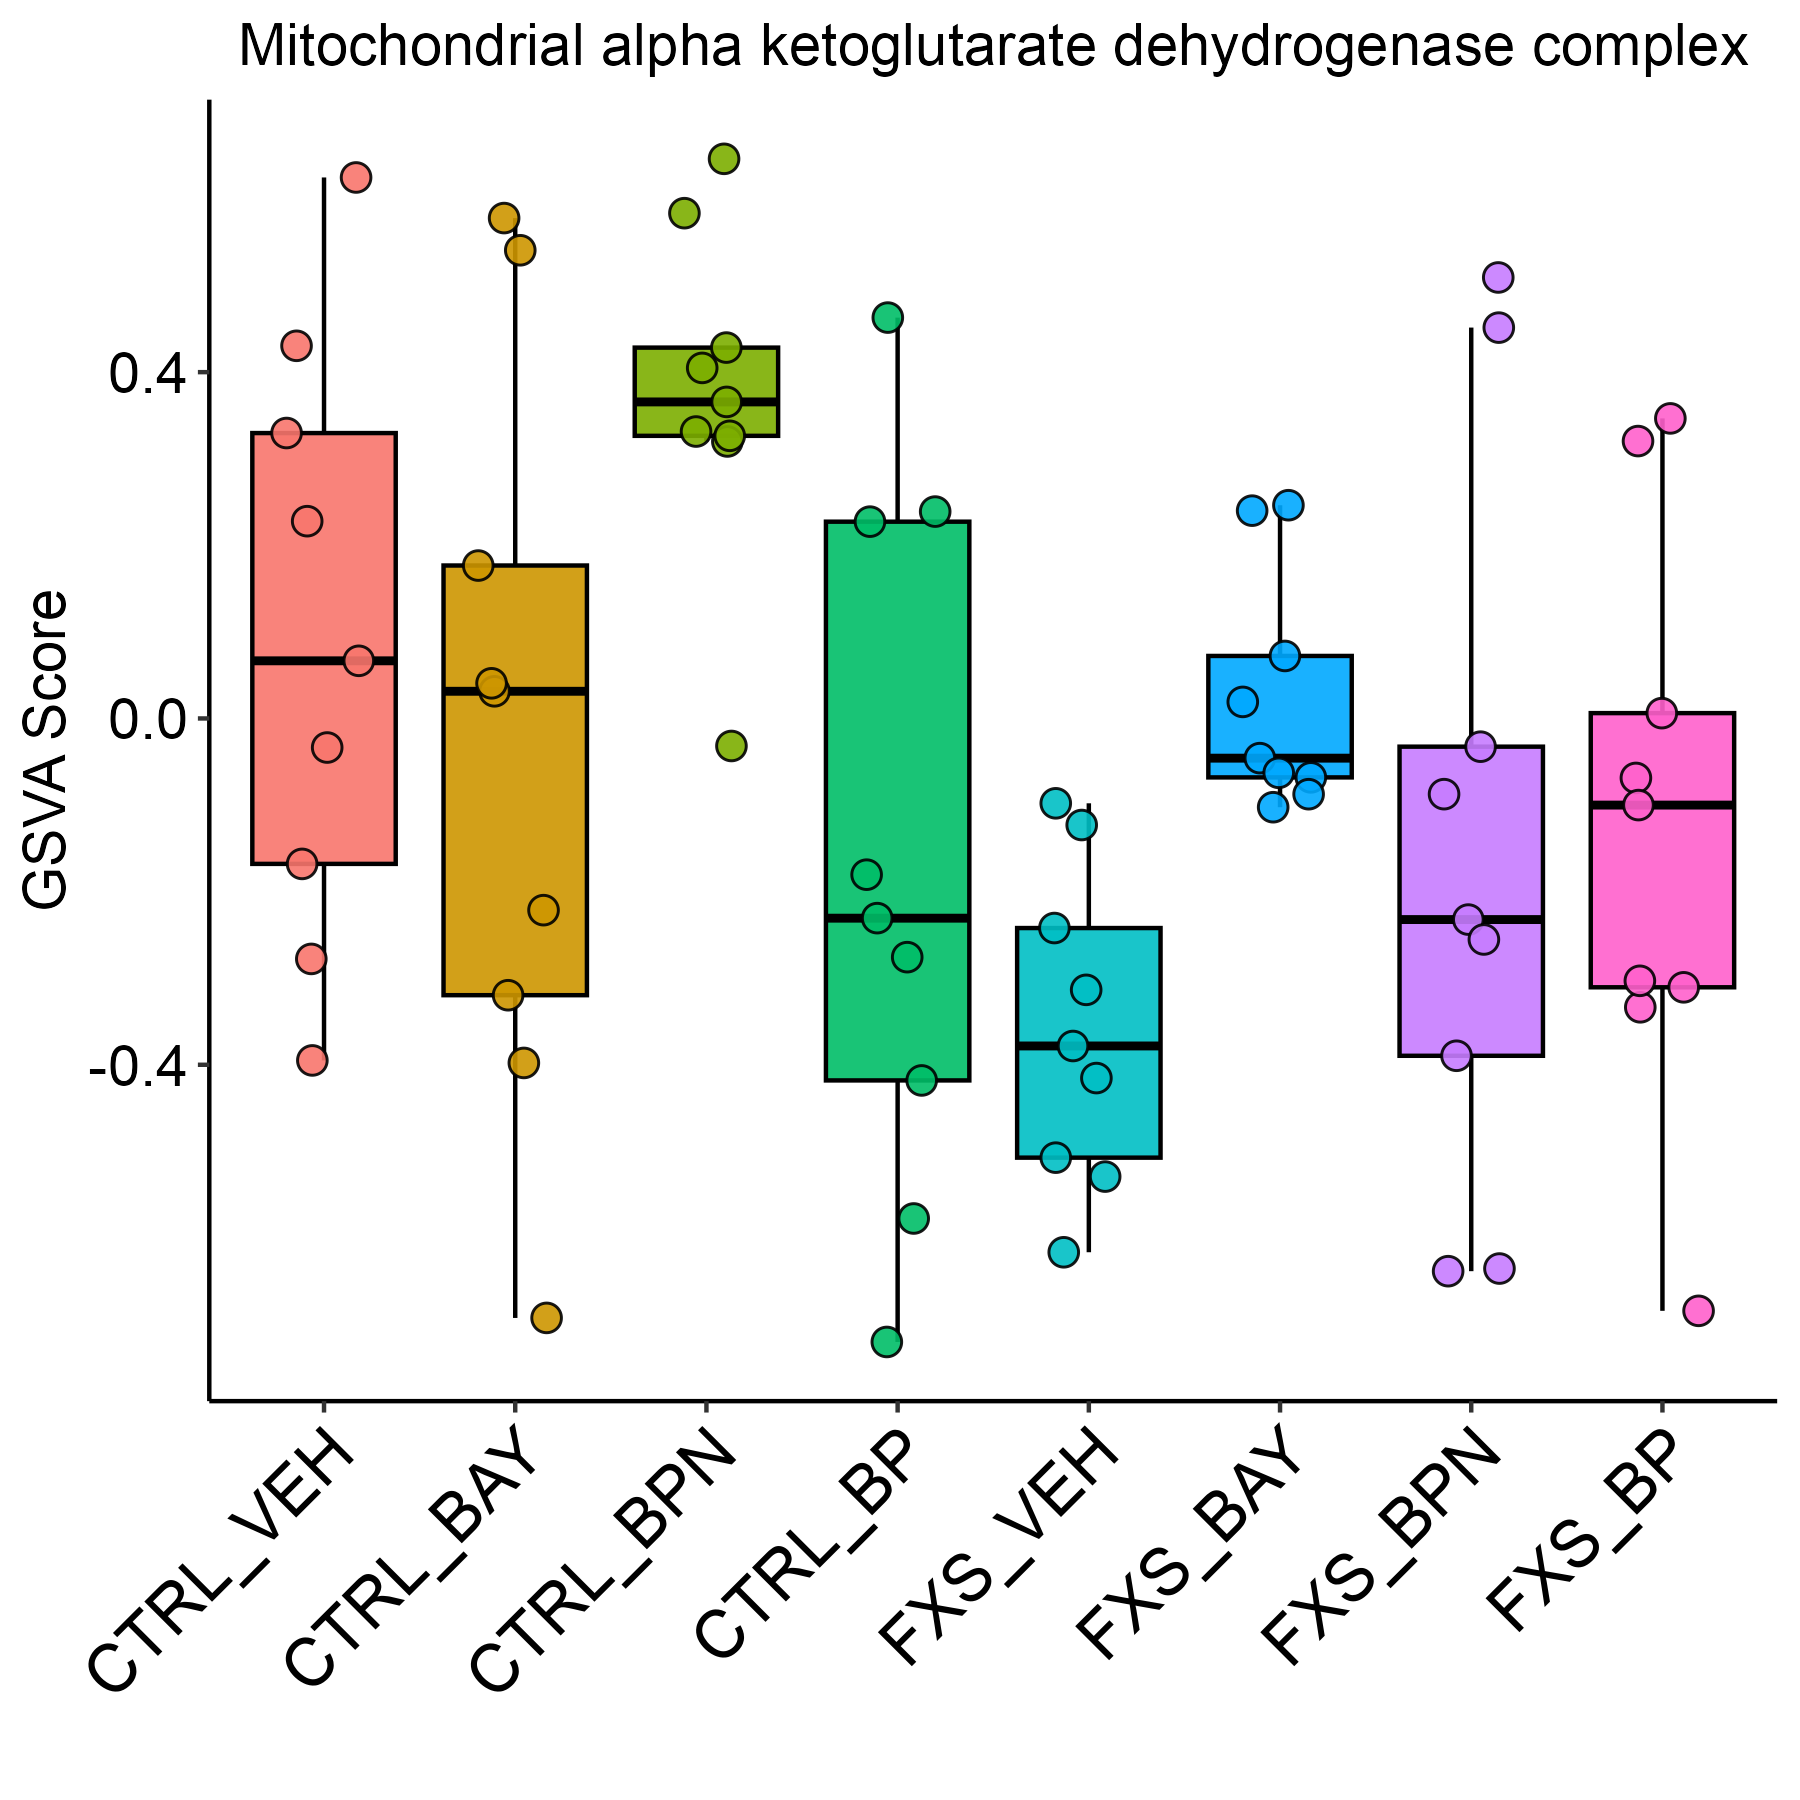 Mitochondrial alpha ketoglutarate dehydrogenase complex
GSVA Score
0.4
0.0
-0.4
CTRL_VEH
CTRL_BAY
CTRL_BPN
CTRL_BP
FXS_VEH
FXS_BAY
FXS_BPN
FXS_BP